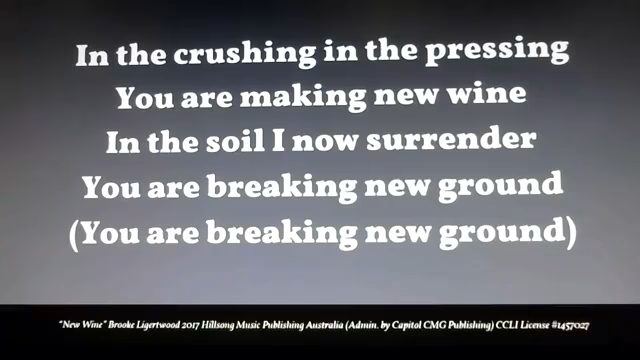 In the crushing in the pressing
You are making new wine
In the soil I now surrender
You are breaking new ground
(You are breaking new ground)
"New Wine" Brooke Ligertwood 2017 Hillsong Music Publishing Australia (Admin. by Capitol CMG Publishing) CCLI License #1457027